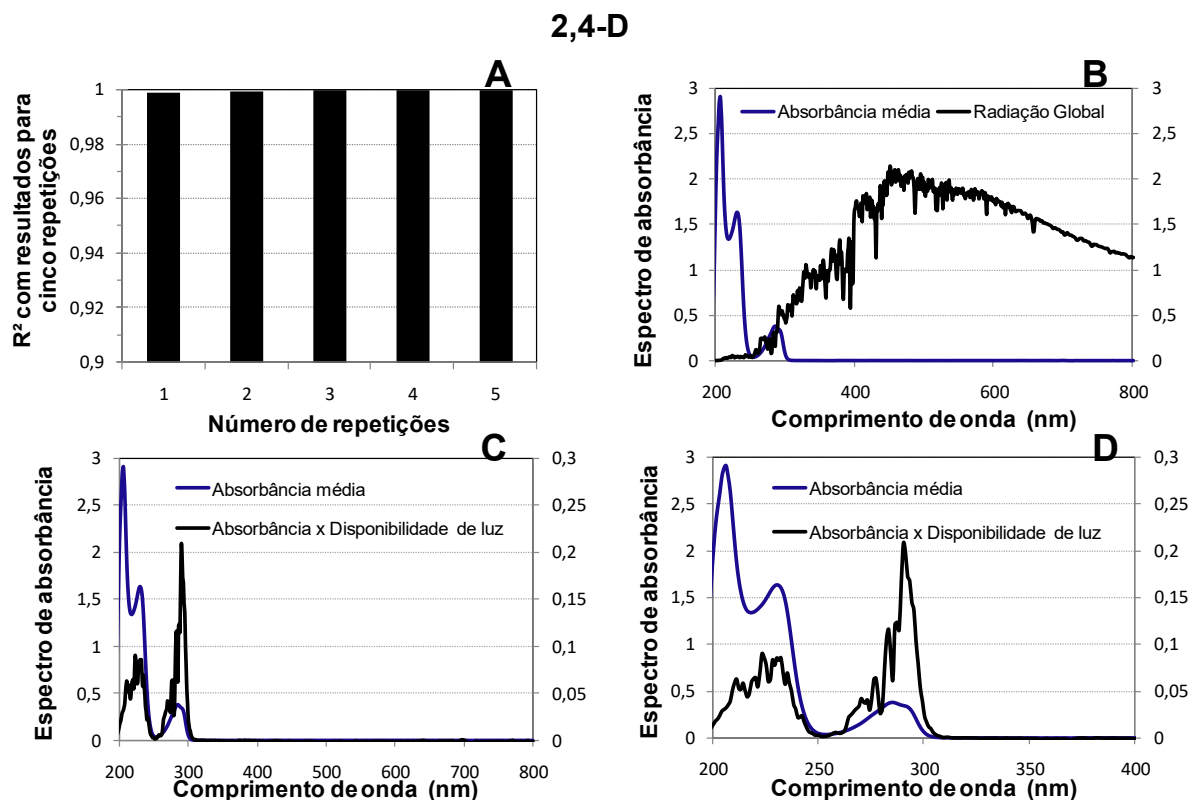 2,4-D
A
R² com resultados para
cinco repetições
1
0,98
0,96
0,94
0,92
0,9
1 2 3 4 5
Número de repetições
B
Absorbância média
Radiação Global
Espectro de absorbância
3
2,5
2
1,5
1
0,5
0
3
2,5
2
1,5
1
0,5
0
200 400 600 800
Comprimento de onda (nm)
C
Absorbância média
Absorbância x Disponibilidade de luz
Espectro de absorbância
3
2,5
2
1,5
1
0,5
0
0,3
0,25
0,2
0,15
0,1
0,05
0
200 300 400 500 600 700 800
Comprimento de onda (nm)
D
Absorbância média
Absorbância x Disponibilidade de luz
Espectro de absorbância
3
2,5
2
1,5
1
0,5
0
0,3
0,25
0,2
0,15
0,1
0,05
0
200 250 300 350 400
Comprimento de onda (nm)